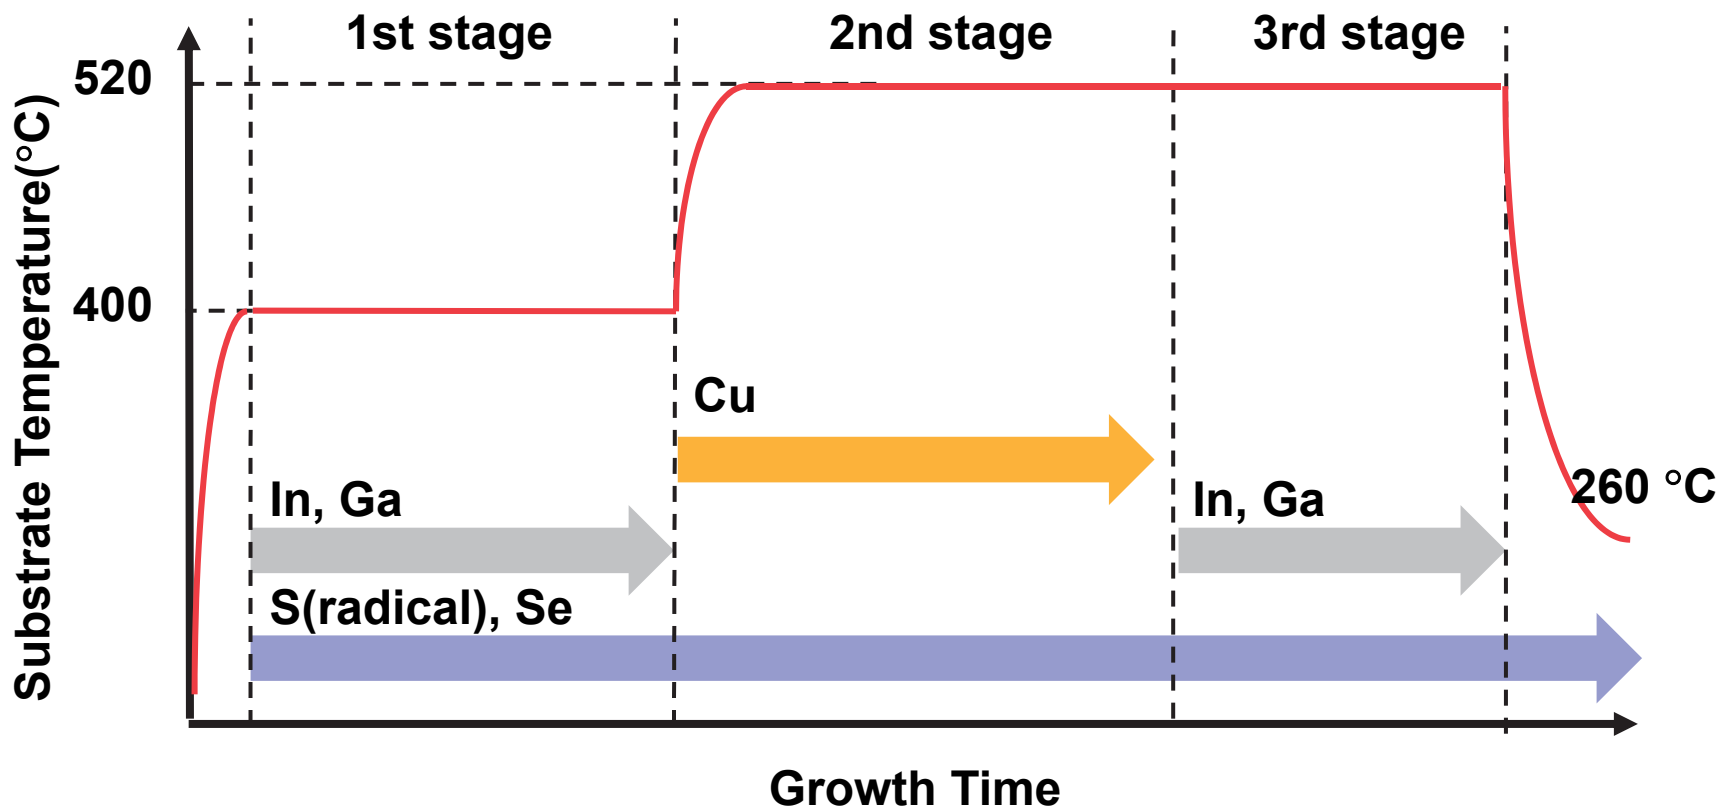 1st stage
2nd stage
3rd stage
520
400
Substrate Temperature(°C)
Cu
In, Ga
In, Ga
260 °C
S(radical), Se
Growth Time